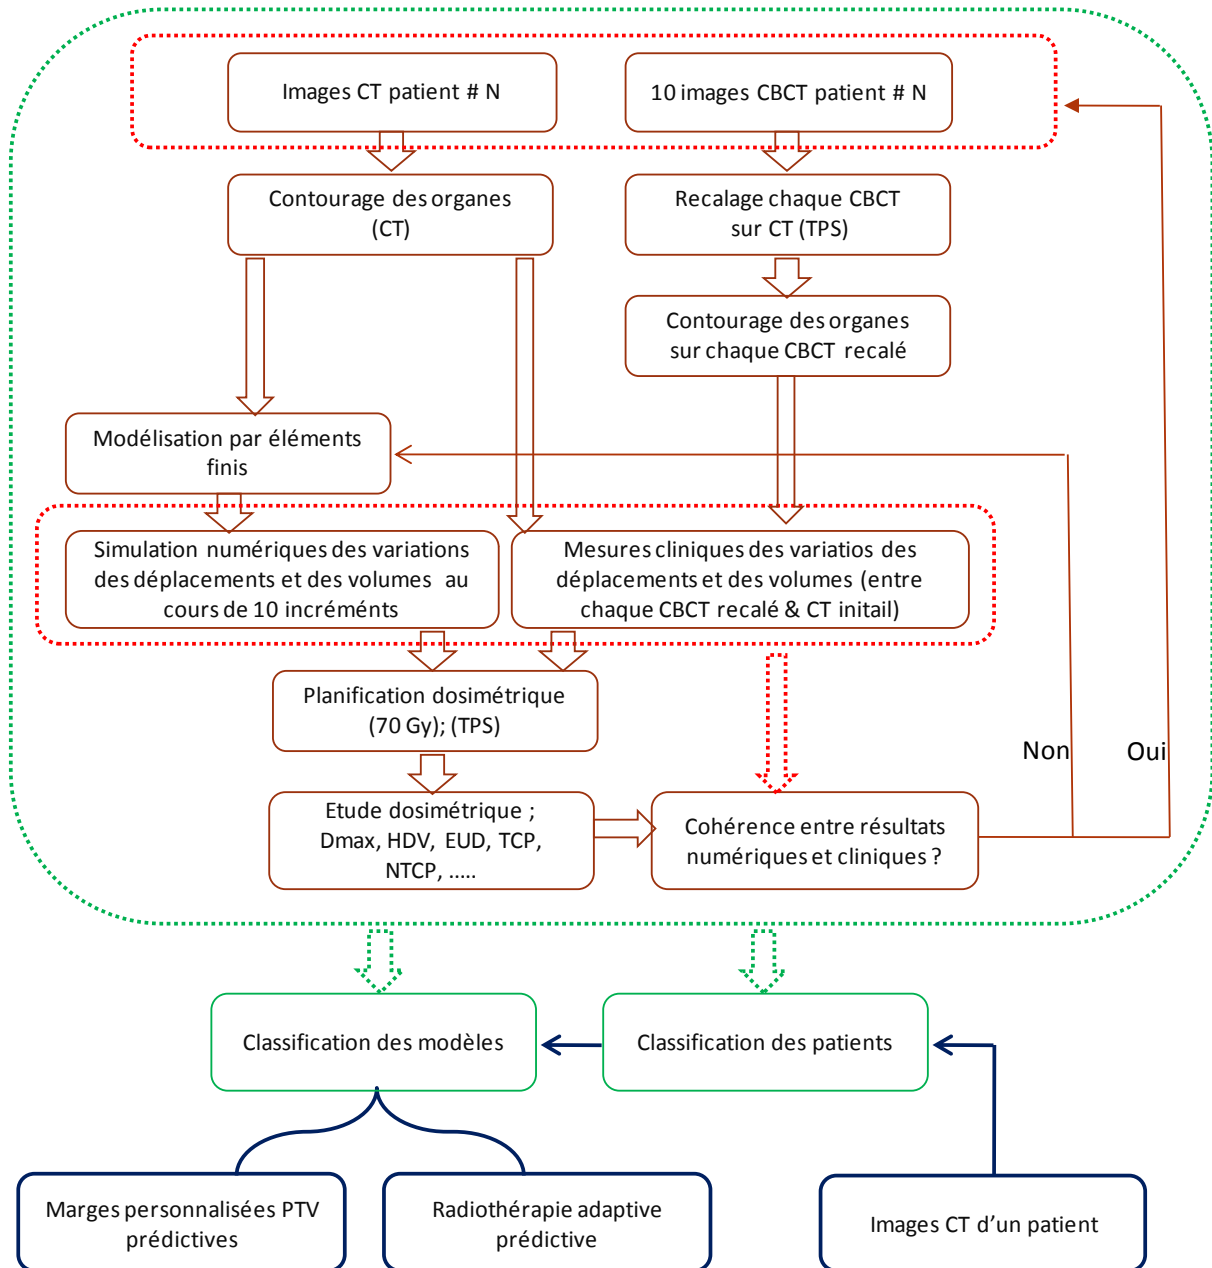 Images CT patient # N
10 images CBCT patient # N
Contourage des organes
(CT)
Recalage chaque CBCT
sur CT (TPS)
Contourage des organes
sur chaque CBCT recalé
Modélisation par éléments
finis
Simulation numériques des variations
des déplacements et des volumes au
cours de 10 incréménts
Mesures cliniques des variatios des
déplacements et des volumes (entre
chaque CBCT recalé & CT initail)
Planification dosimétrique
(70 Gy); (TPS)
Non
Oui
Etude dosimétrique ;
Dmax, HDV, EUD, TCP,
NTCP, .....
Cohérence entre résultats
numériques et cliniques ?
Classification des modèles
Classification des patients
Marges personnalisées PTV
prédictives
Radiothérapie adaptive
prédictive
Images CT d’un patient